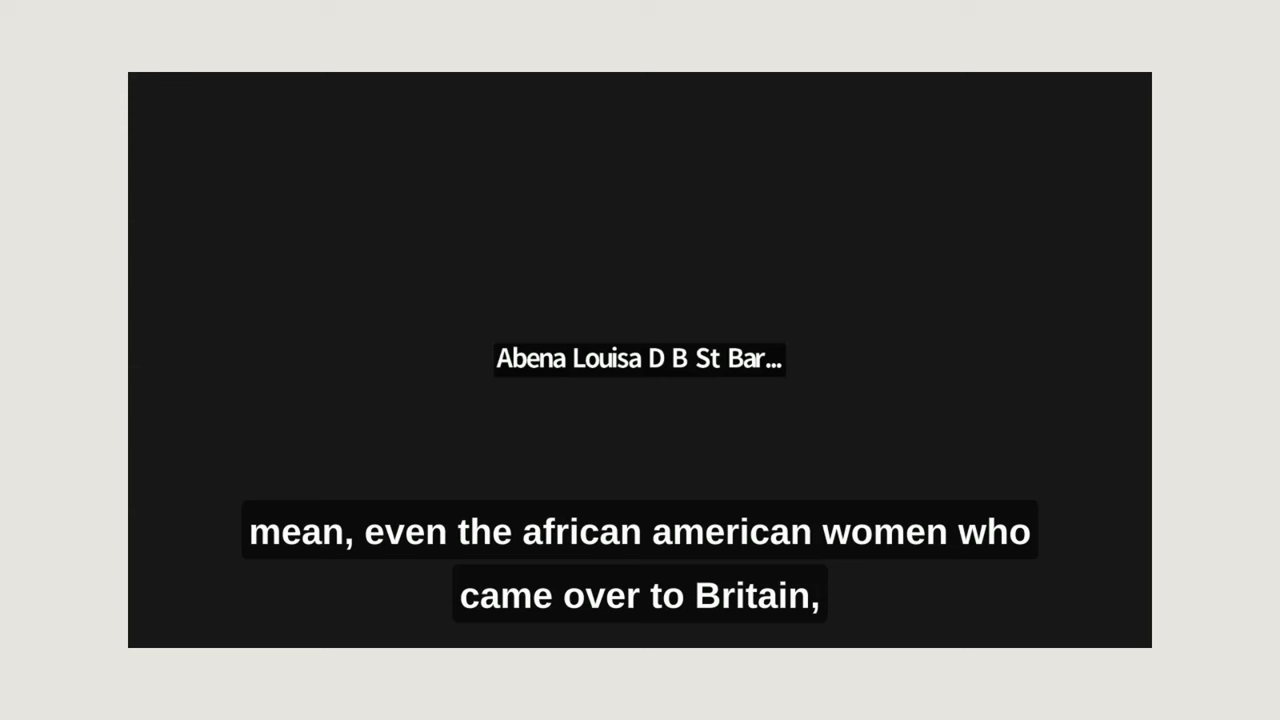 Abena Louisa D B St Bar...
mean, even the african american women who
came over to Britain,